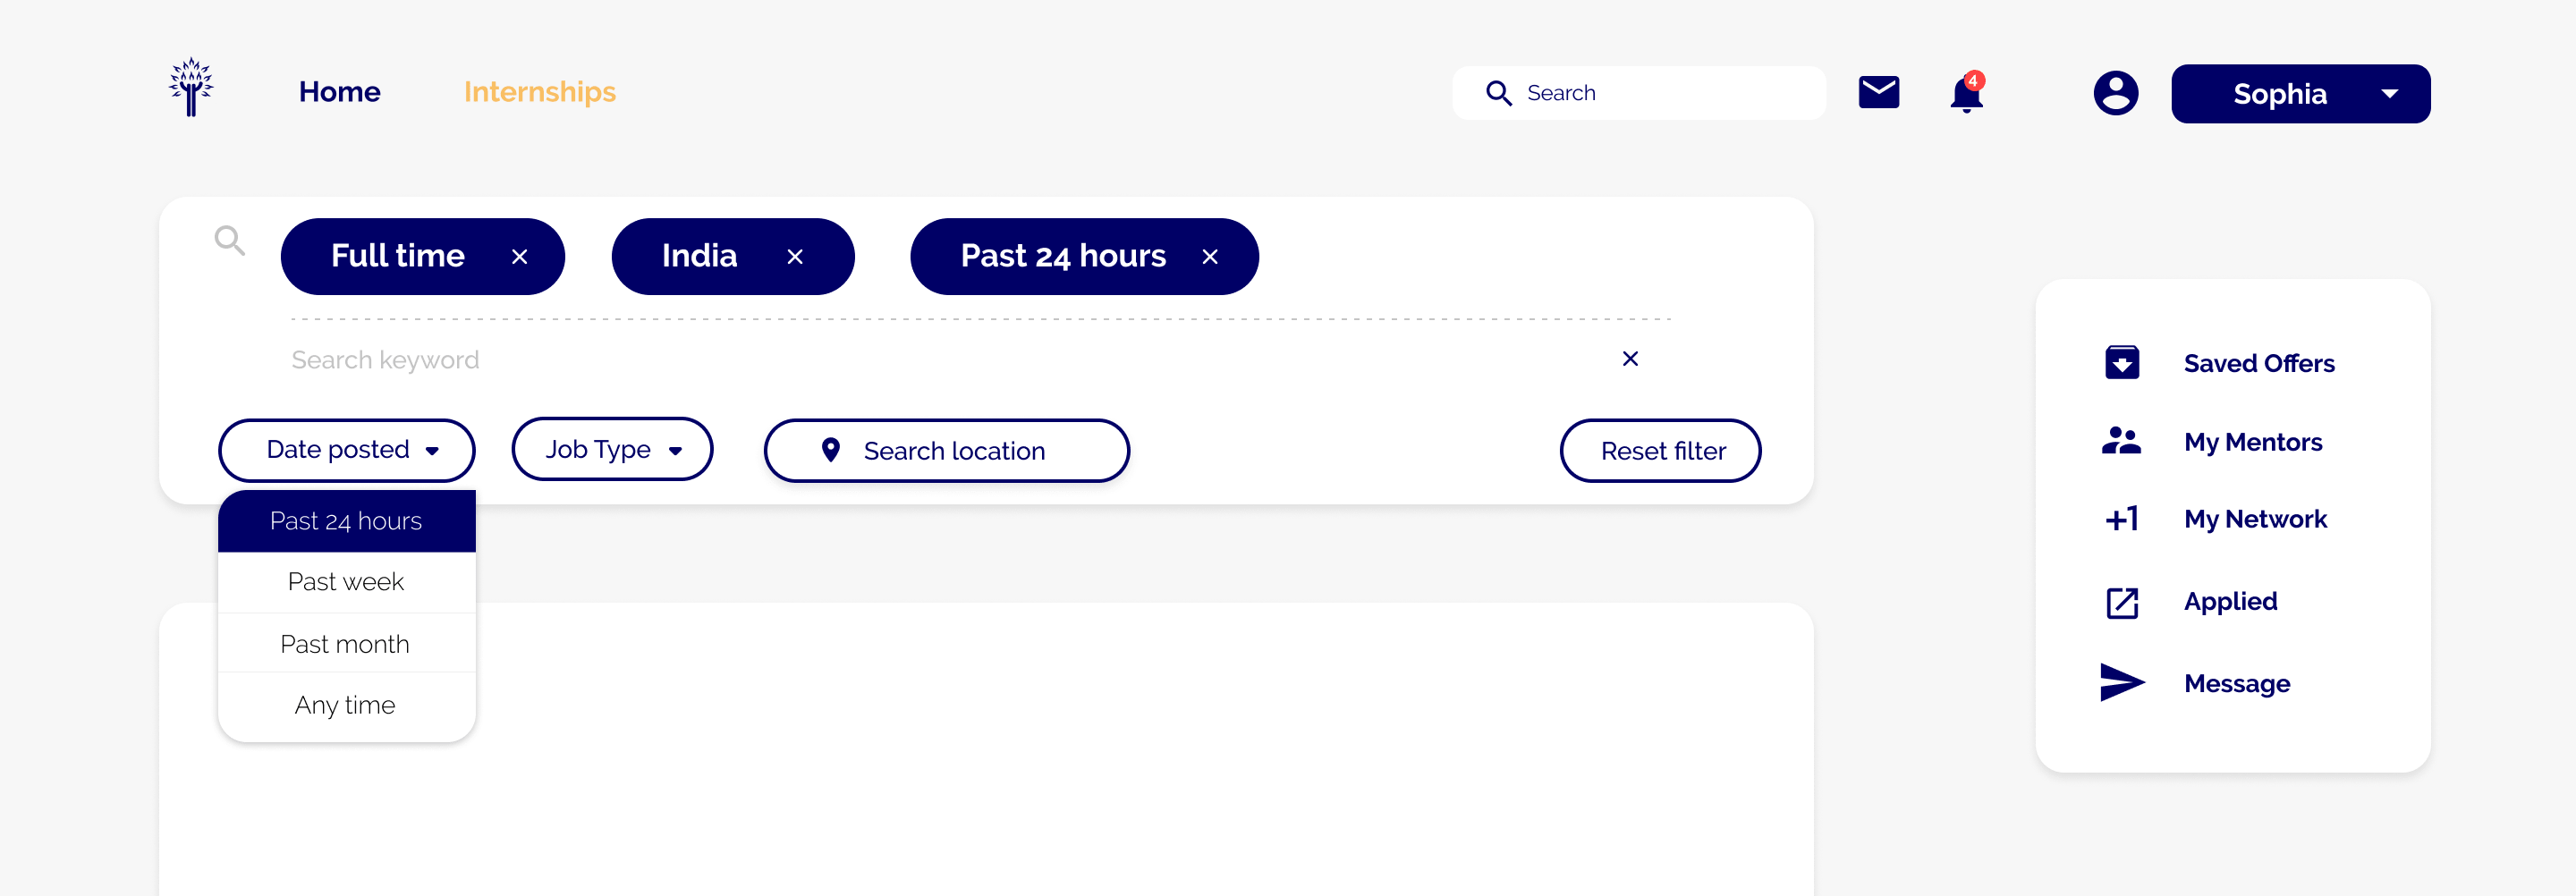 Home
Internships
Search
4
Sophia
Full time
India
Past 24 hours
Search keyword
Date posted
Job Type
Search location
Reset filter
Past 24 hours
Past week
Past month
Any time
Saved Offers
My Mentors
+1 My Network
Applied
Message